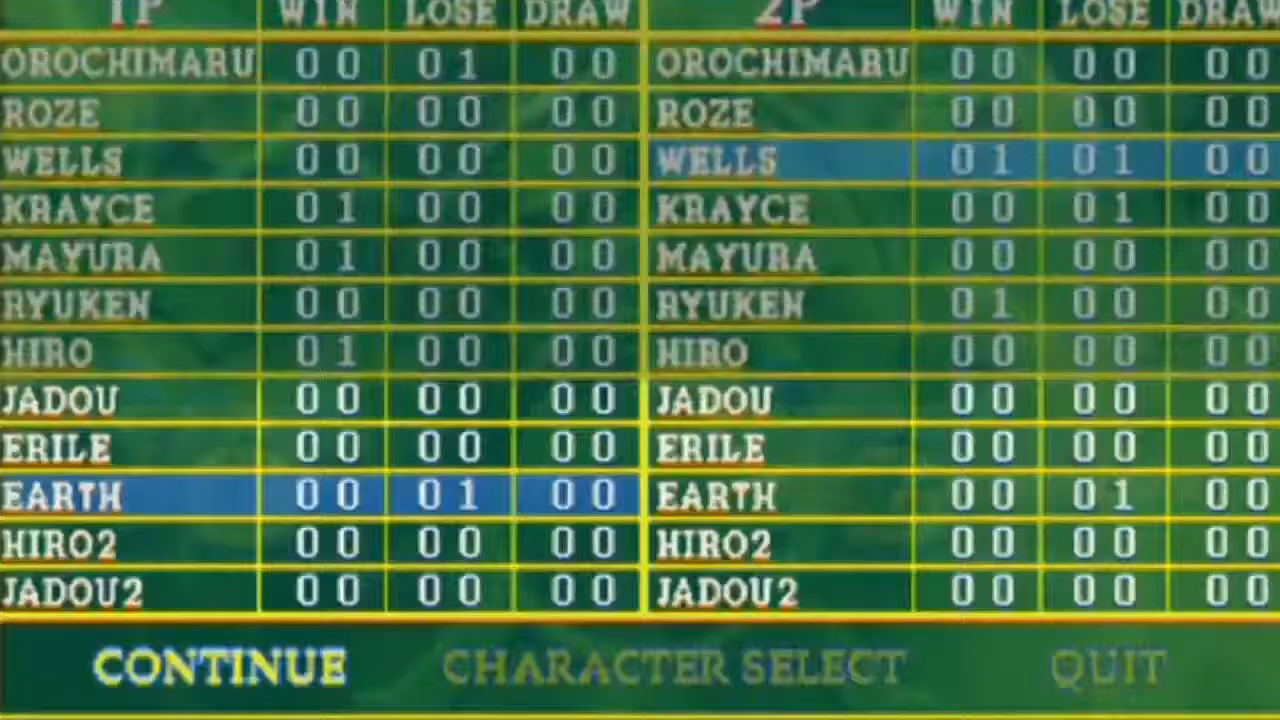 1P WIN LOSE DRAW 2P WIN LOSE DRAW
OROCHIMARU 00 01 00 OROCHIMARU 00 00 00
ROZE 00 00 00 ROZE 00 00 00
WELLS 00 00 00 WELLS 01 01 00
KRAYCE 01 00 00 KRAYCE 00 01 00
MAYURA 01 00 00 MAYURA 00 00 00
RYUKEN 00 00 00 RYUKEN 01 00 00
HIRO 01 00 00 HIRO 00 00 00
JADOU 00 00 00 JADOU 00 00 00
ERILE 00 00 00 ERILE 00 00 00
EARTH 00 01 00 EARTH 00 01 00
HIRO2 00 00 00 HIRO2 00 00 00
JADOU2 00 00 00 JADOU2 00 00 00
CONTINUE CHARACTER SELECT QUIT